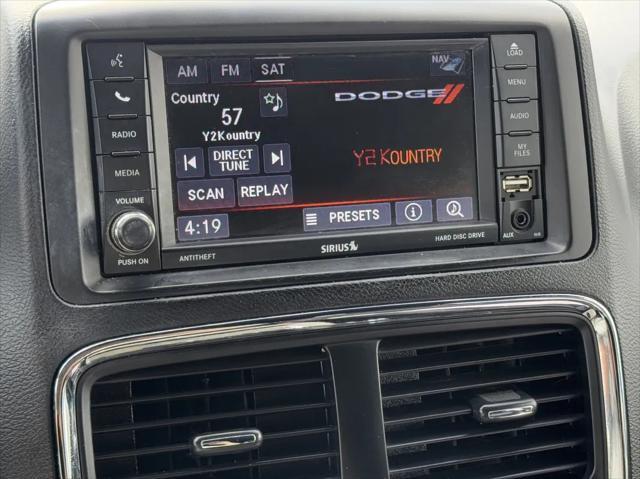 AM FM SAT NAV
LOAD
Country
57
DODGE
MENU
Y2Kountry
RADIO
DIRECT TUNE
Y2 KOUNTRY
AUDIO
MY FILES
MEDIA
SCAN REPLAY
VOLUME
4:19
PRESETS
AUX
PUSH ON
ANTITHEFT
SIRIUS
HARD DISC DRIVE